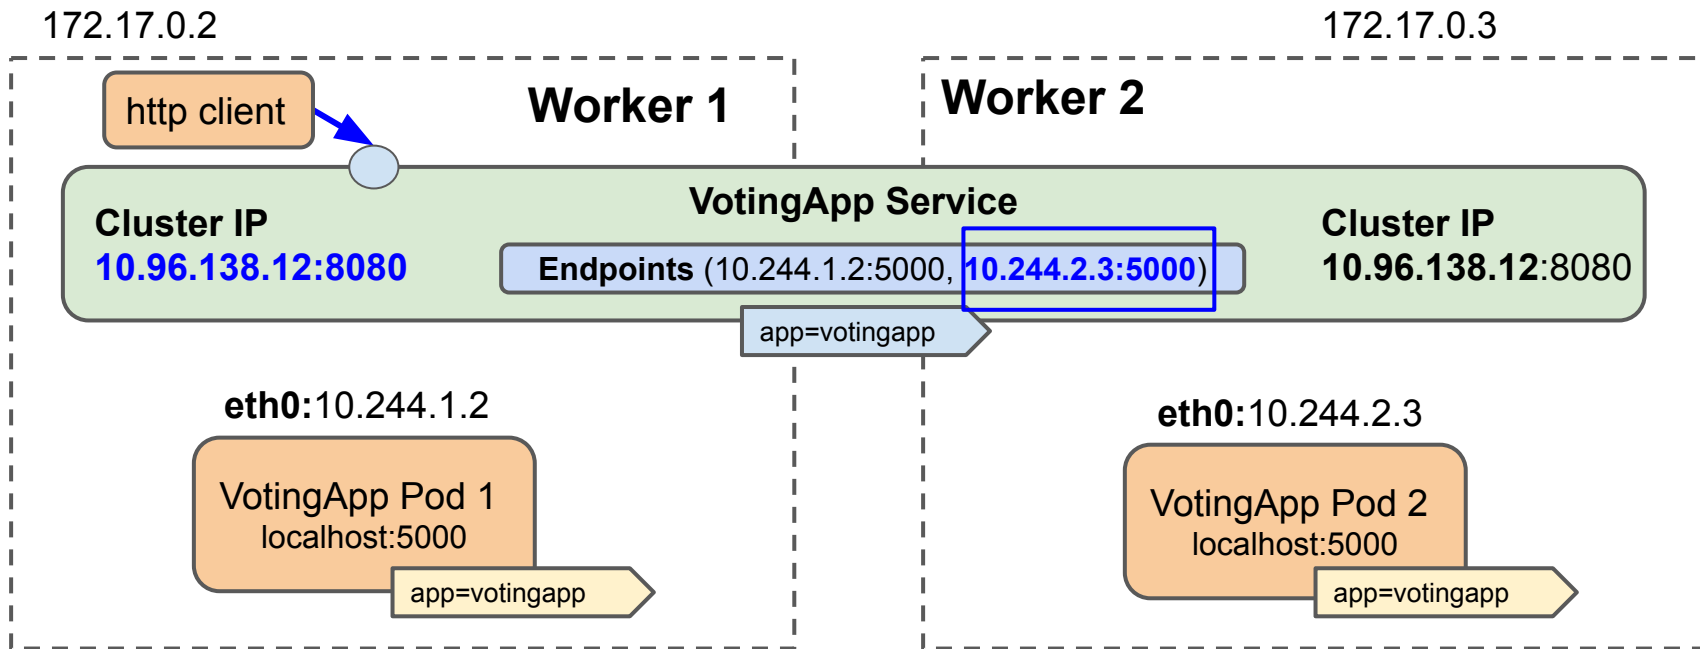 172.17.0.2
172.17.0.3
http client
Worker 1
Worker 2
VotingApp Service
Cluster IP
10.96.138.12:8080
Endpoints (10.244.1.2:5000, 10.244.2.3:5000)
Cluster IP
10.96.138.12:8080
app=votingapp
eth0:10.244.1.2
eth0:10.244.2.3
VotingApp Pod 1
localhost:5000
app=votingapp
VotingApp Pod 2
localhost:5000
app=votingapp